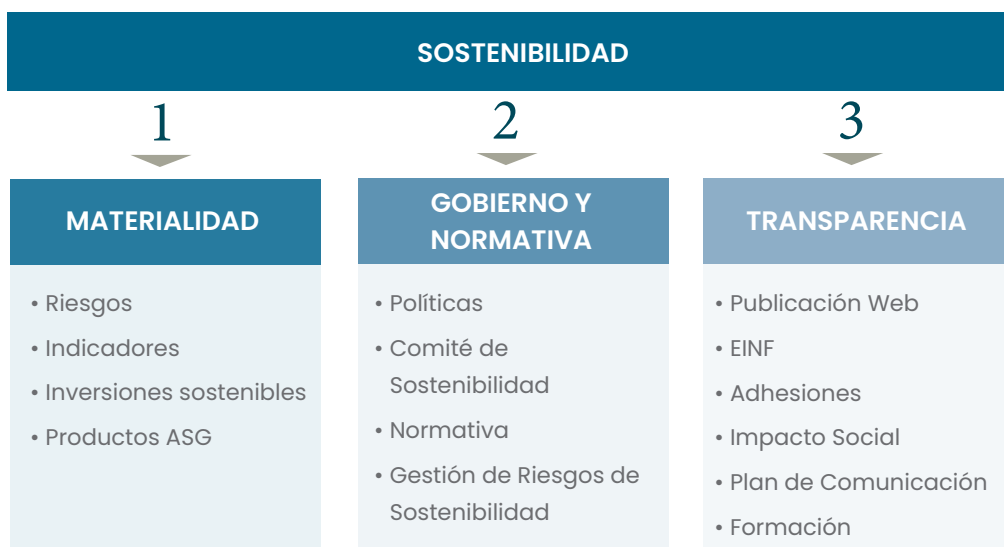 SOSTENIBILIDAD
1
MATERIALIDAD
• Riesgos
• Indicadores
• Inversiones sostenibles
• Productos ASG
2
GOBIERNO Y
NORMATIVA
• Políticas
• Comité de
Sostenibilidad
• Normativa
• Gestión de Riesgos de
Sostenibilidad
3
TRANSPARENCIA
• Publicación Web
• EINF
• Adhesiones
• Impacto Social
• Plan de Comunicación
• Formación